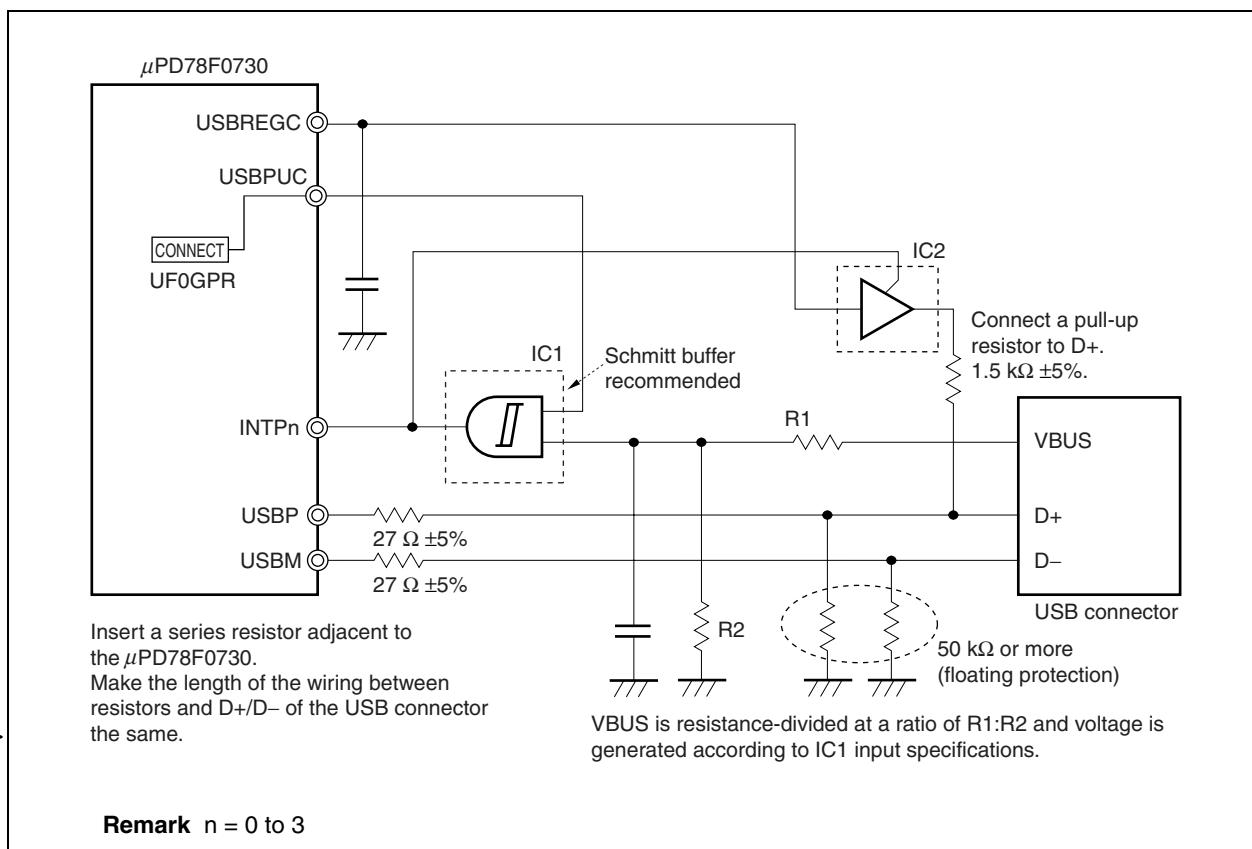 μPD78F0730
USBREGC
USBPUC
CONNECT
UF0GPR
IC2
Connect a pull-up
resistor to D+.
1.5 kΩ ±5%.
IC1
Schmitt buffer
recommended
INTPn
R1
VBUS
USBP
27 Ω ±5%
D+
USBM
27 Ω ±5%
D−
R2
USB connector
50 kΩ or more
(floating protection)
Insert a series resistor adjacent to
the μPD78F0730.
Make the length of the wiring between
resistors and D+/D− of the USB connector
the same.
VBUS is resistance-divided at a ratio of R1:R2 and voltage is
generated according to IC1 input specifications.
Remark n = 0 to 3